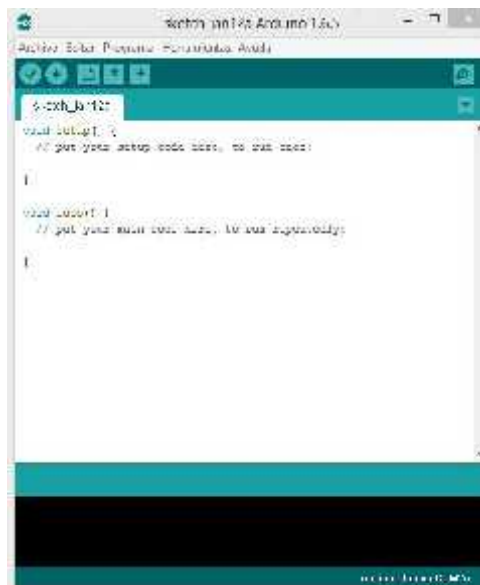 sketch_jan12a Arduino 1.6.5
Archivo Editar Programa Herramientas Ayuda
sketch_jan12a
void setup() {
// put your setup code here, to run once:
}
void loop() {
// put your main code here, to run repeatedly:
}